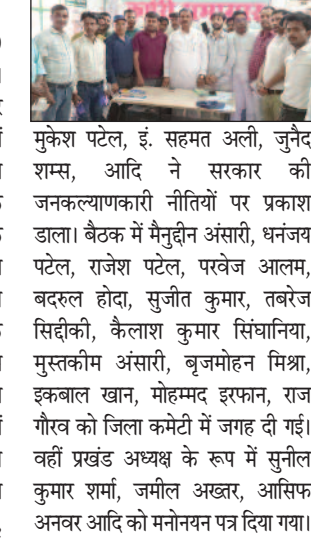 मुकेश पटेल, इं. सहमत अली, जुनैद
शम्स, आदि ने सरकार की
जनकल्याणकारी नीतियों पर प्रकाश
डाला। बैठक में मैनुद्दीन अंसारी, धनंजय
पटेल, राजेश पटेल, परवेज आलम,
बदरुल होदा, सुजीत कुमार, तबरेज
सिद्दीकी, कैलाश कुमार सिंघानिया,
मुस्तकीम अंसारी, बृजमोहन मिश्रा,
इकबाल खान, मोहम्मद इरफान, राज
गौरव को जिला कमेटी में जगह दी गई।
वहीं प्रखंड अध्यक्ष के रूप में सुनील
कुमार शर्मा, जमील अख्तर, आसिफ
अनवर आदि को मनोनयन पत्र दिया गया।